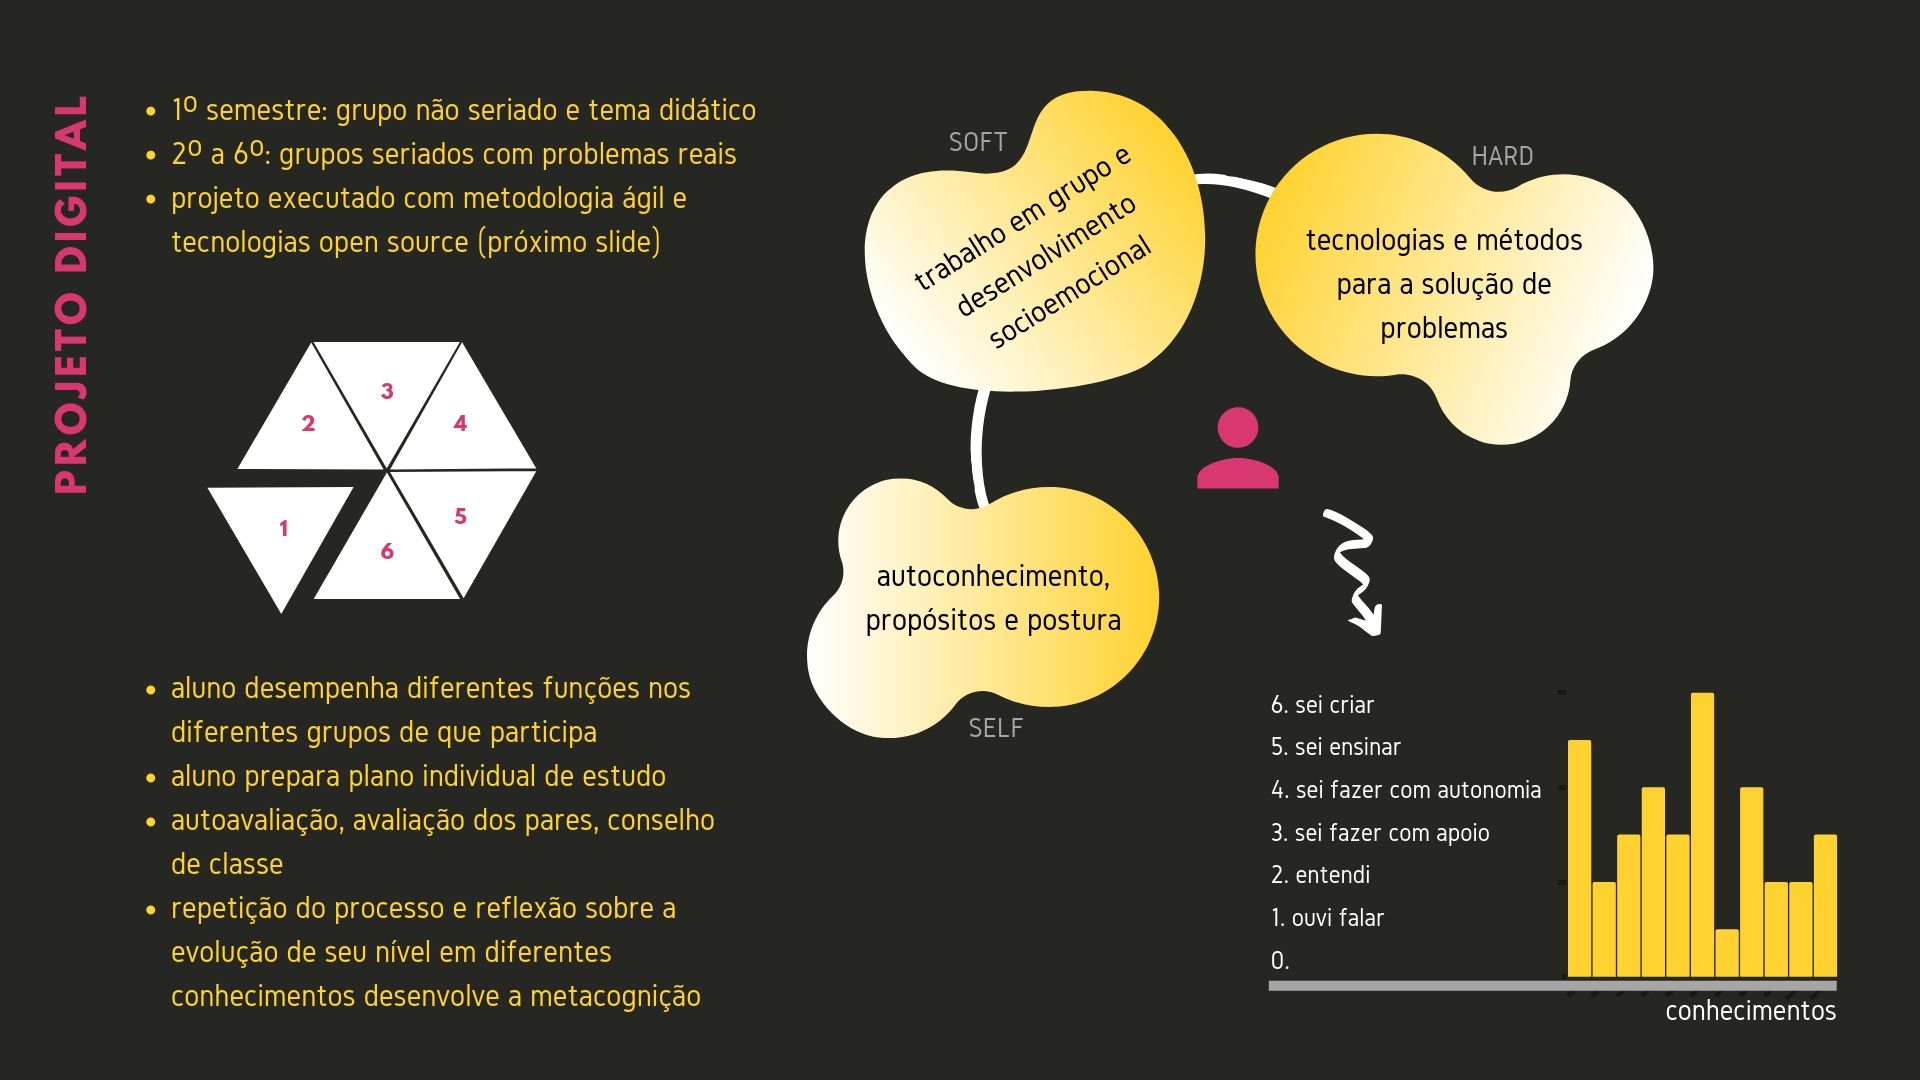 PROJETO DIGITAL
• 1º semestre: grupo não seriado e tema didático
• 2º a 6º: grupos seriados com problemas reais
• projeto executado com metodologia ágil e
tecnologias open source (próximo slide)
2
3
4
1
6
5
• aluno desempenha diferentes funções nos
diferentes grupos de que participa
• aluno prepara plano individual de estudo
• autoavaliação, avaliação dos pares, conselho
de classe
• repetição do processo e reflexão sobre a
evolução de seu nível em diferentes
conhecimentos desenvolve a metacognição
SOFT
trabalho em grupo e
desenvolvimento
socioemocional
HARD
tecnologias e métodos
para a solução de
problemas
autoconhecimento,
propósitos e postura
SELF
6. sei criar
5. sei ensinar
4. sei fazer com autonomia
3. sei fazer com apoio
2. entendi
1. ouvi falar
0.
60
40
20
0
conhecimentos